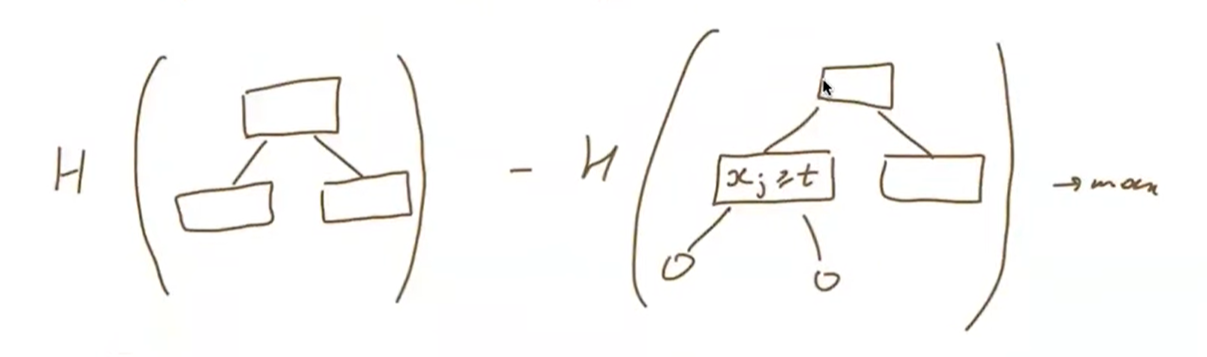 H ( ) - H ( x_j ≥ t ) → max